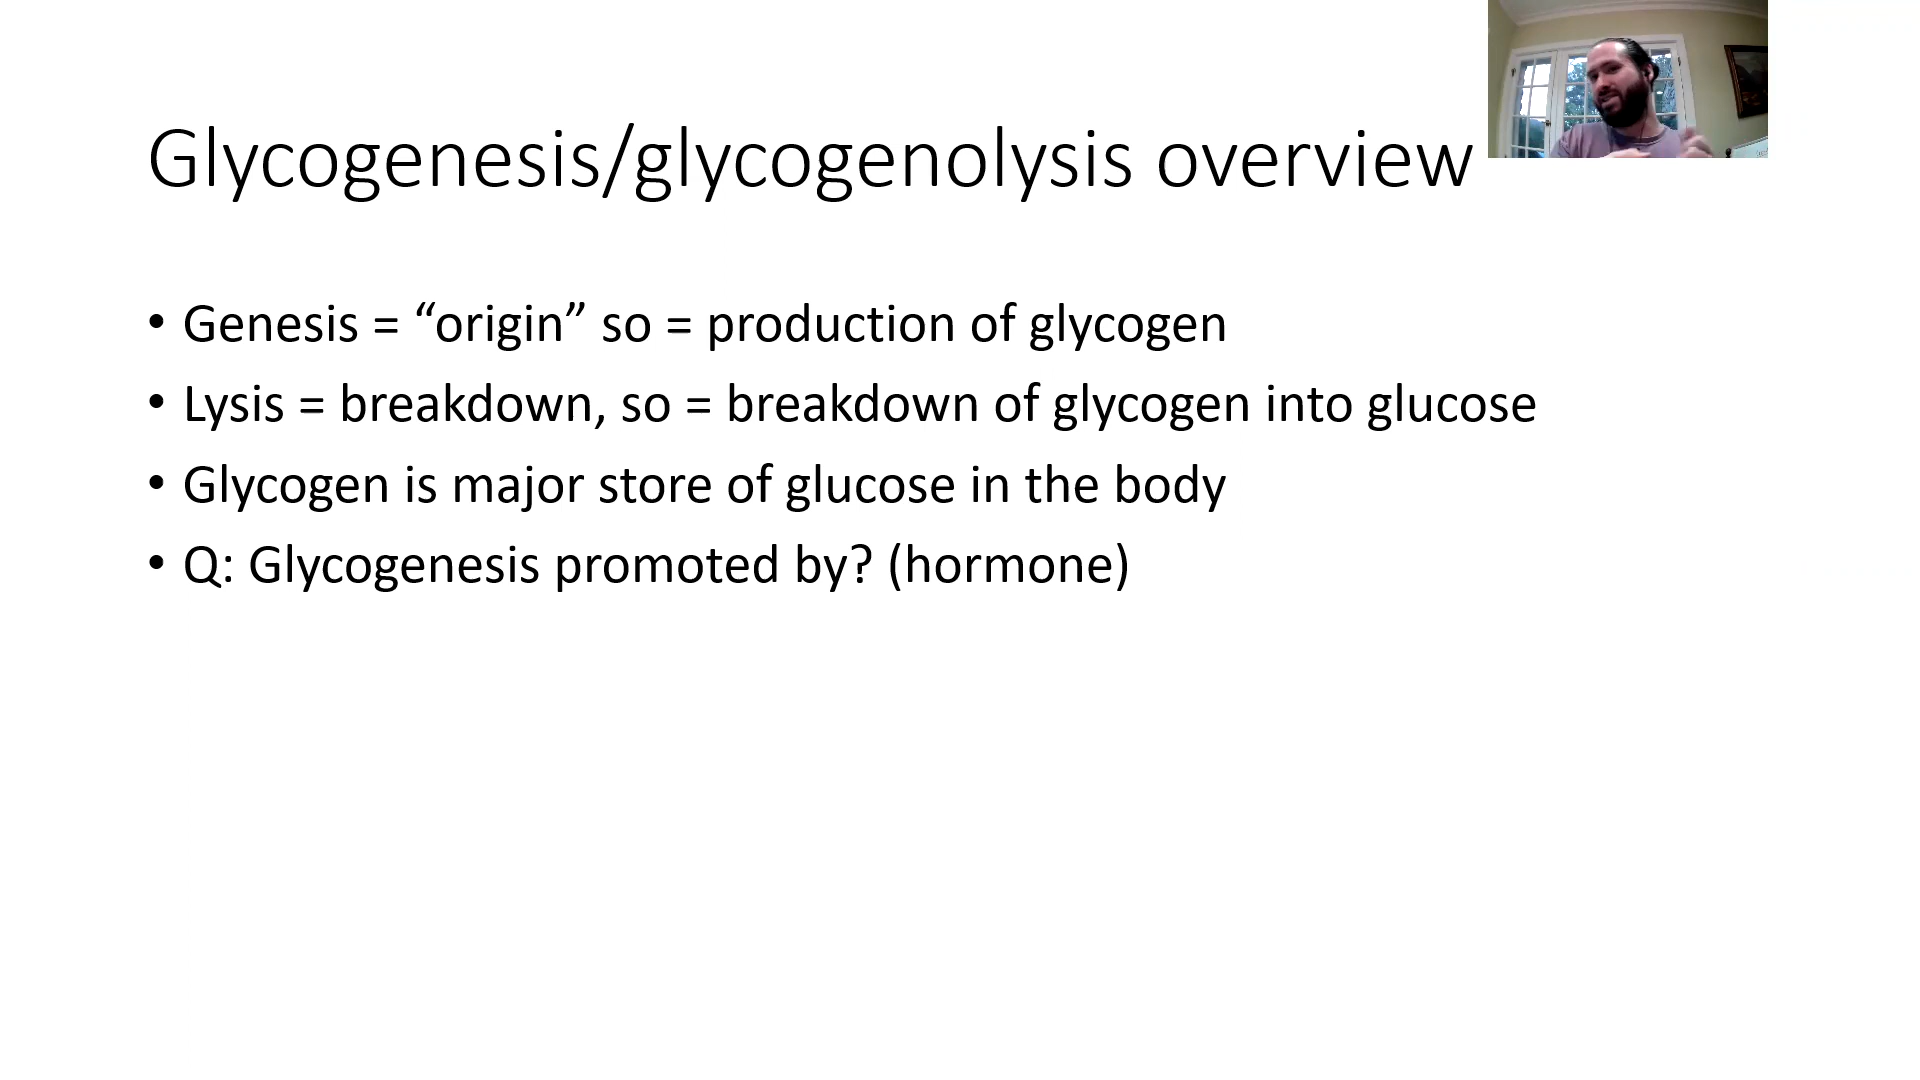 Glycogenesis/glycogenolysis overview
• Genesis = “origin” so = production of glycogen
• Lysis = breakdown, so = breakdown of glycogen into glucose
• Glycogen is major store of glucose in the body
• Q: Glycogenesis promoted by? (hormone)